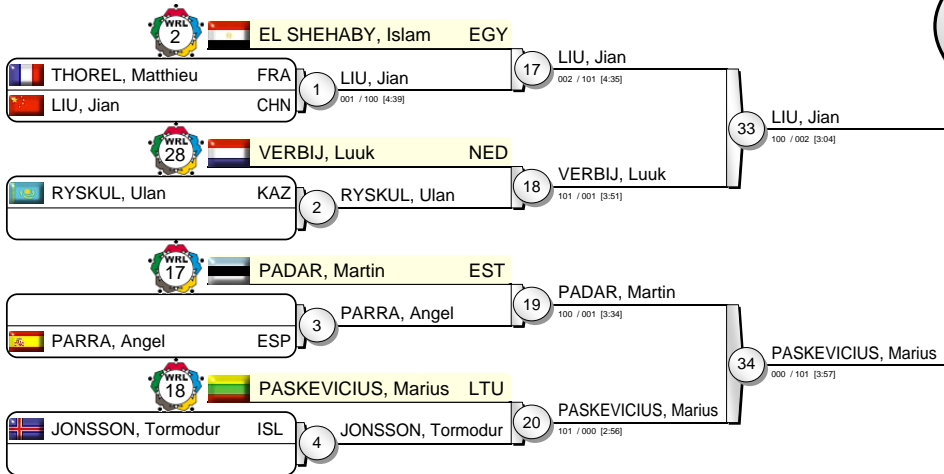 WRL
2
EL SHEHABY, Islam EGY
THOREL, Matthieu FRA
LIU, Jian CHN
1
LIU, Jian
001 / 100 [4:39]
17
LIU, Jian
002 / 101 [4:35]
WRL
28
VERBIJ, Luuk NED
RYSKUL, Ulan KAZ
2
RYSKUL, Ulan
18
VERBIJ, Luuk
101 / 001 [3:51]
33
LIU, Jian
100 / 002 [3:04]
WRL
17
PADAR, Martin EST
PARRA, Angel ESP
3
PARRA, Angel
19
PADAR, Martin
100 / 001 [3:34]
WRL
18
PASKEVICIUS, Marius LTU
JONSSON, Tormodur ISL
4
JONSSON, Tormodur
20
PASKEVICIUS, Marius
101 / 000 [2:56]
34
PASKEVICIUS, Marius
000 / 101 [3:57]